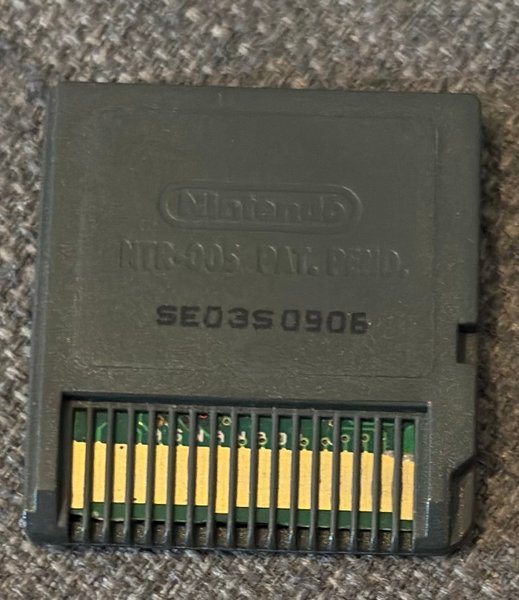 Nintendo
NTR-005 PAT. PEND.
SE03S0906